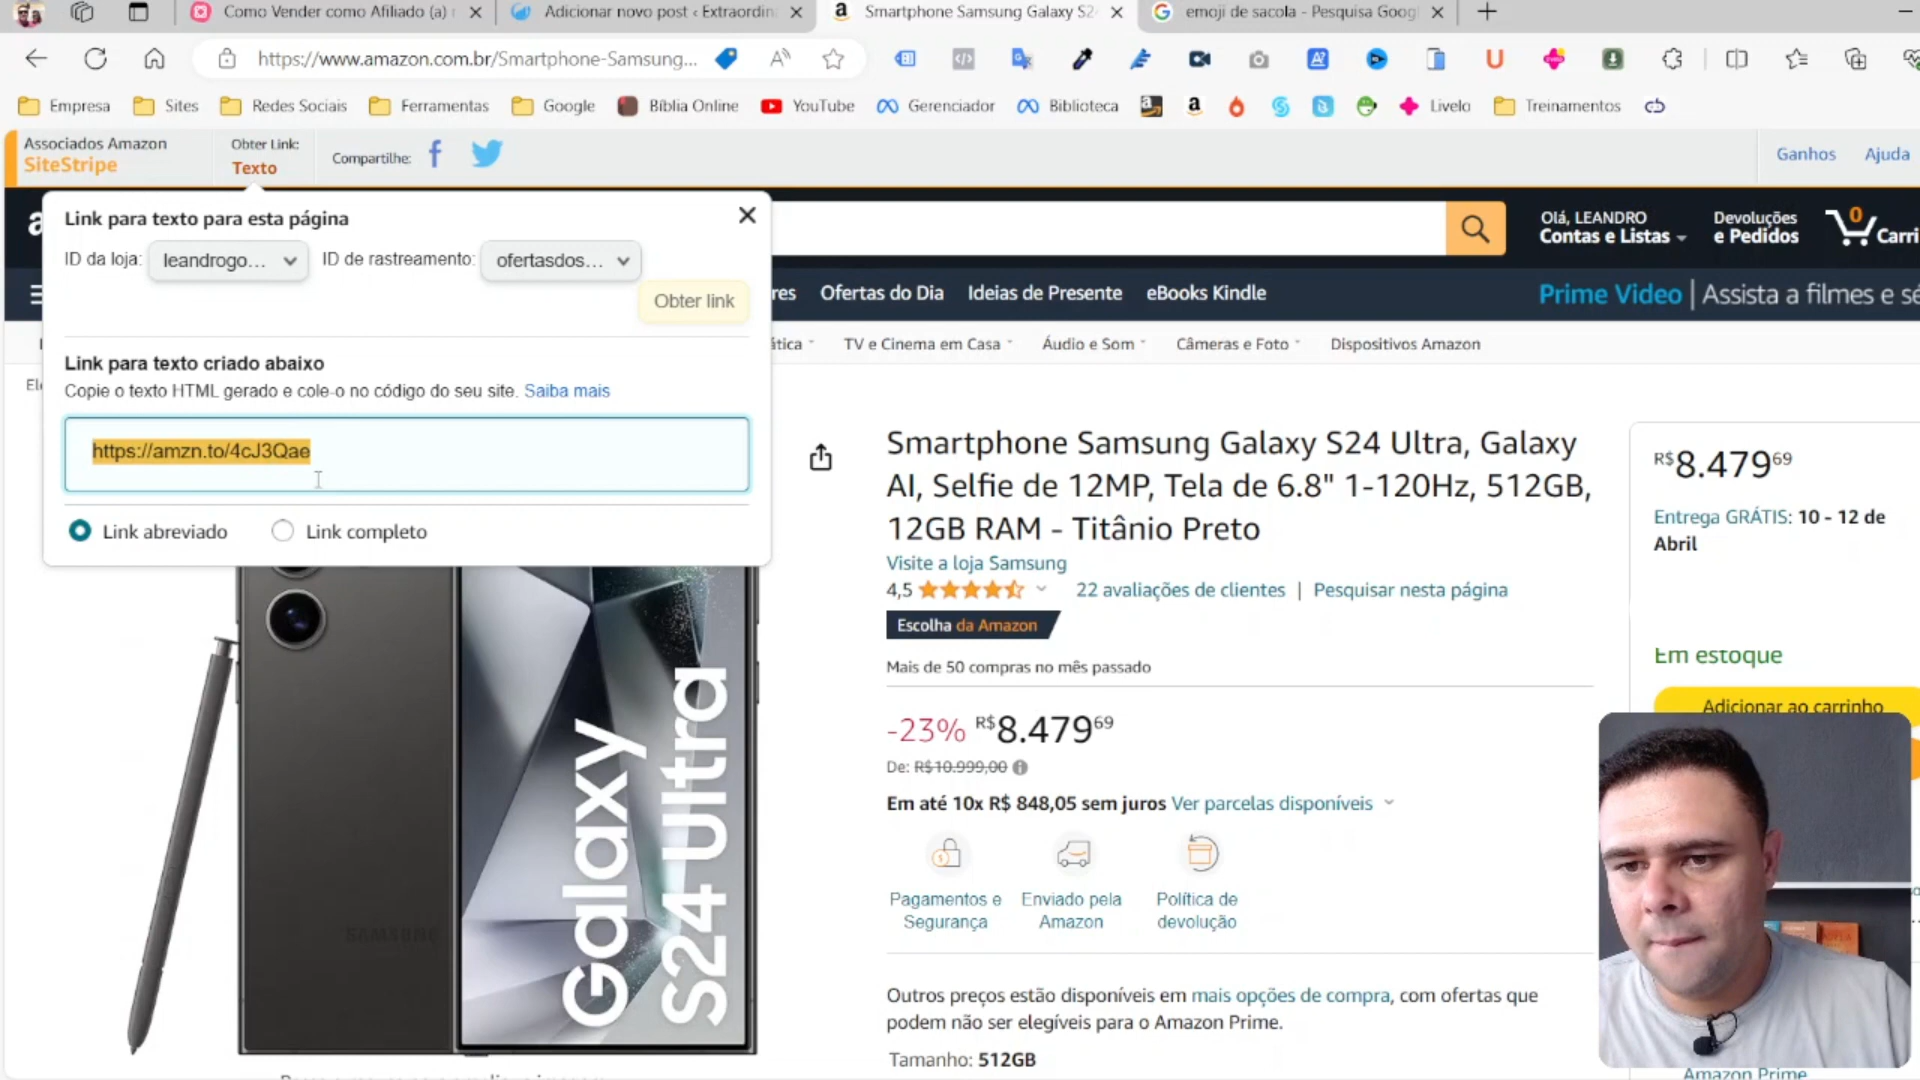 Como Vender como Afiliado (a)
Adicionar novo post ‹ Extraordin
Smartphone Samsung Galaxy S2
emoji de sacola - Pesquisa Goog
https://www.amazon.com.br/Smartphone-Samsung...
Empresa
Sites
Redes Sociais
Ferramentas
Google
Bíblia Online
YouTube
Gerenciador
Biblioteca
Livelo
Treinamentos
Associados Amazon
SiteStripe
Obter Link:
Texto
Compartilhe:
Ganhos
Ajuda
Link para texto para esta página
ID da loja: leandrogo... ID de rastreamento: ofertasdos...
Obter link
Link para texto criado abaixo
Copie o texto HTML gerado e cole-o no código do seu site. Saiba mais
https://amzn.to/4cJ3Qae
Link abreviado
Link completo
Olá, LEANDRO
Contas e Listas
Devoluções
e Pedidos
0
Carri
Ofertas do Dia
Ideias de Presente
eBooks Kindle
Prime Video | Assista a filmes e sé
TV e Cinema em Casa
Áudio e Som
Câmeras e Foto
Dispositivos Amazon
Smartphone Samsung Galaxy S24 Ultra, Galaxy
AI, Selfie de 12MP, Tela de 6.8" 1-120Hz, 512GB,
12GB RAM - Titânio Preto
Visite a loja Samsung
4,5
22 avaliações de clientes | Pesquisar nesta página
Escolha da Amazon
Mais de 50 compras no mês passado
-23% R$8.47969
De: R$10.999,00
Em até 10x R$ 848,05 sem juros Ver parcelas disponíveis
Pagamentos e
Segurança
Enviado pela
Amazon
Política de
devolução
Outros preços estão disponíveis em mais opções de compra, com ofertas que
podem não ser elegíveis para o Amazon Prime.
Tamanho: 512GB
R$8.47969
Entrega GRÁTIS: 10 - 12 de
Abril
Em estoque
Adicionar ao carrinho
Amazon Prime
Galaxy
S24 Ultra
SAMSUNG